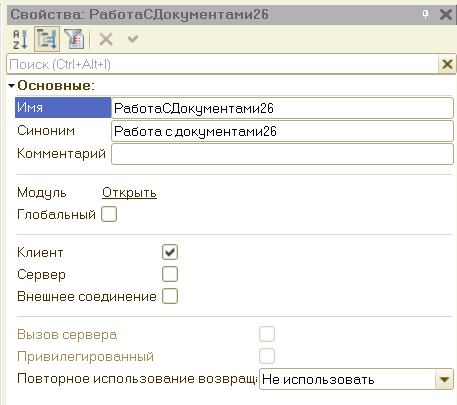 Свойства: РаботаСДокументами26
Поиск (Ctrl+Alt+I)
Основные:
Имя РаботаСДокументами26
Синоним Работа с документами26
Комментарий
Модуль Открыть
Глобальный
Клиент
Сервер
Внешнее соединение
Вызов сервера
Привилегированный
Повторное использование возвращ Не использовать